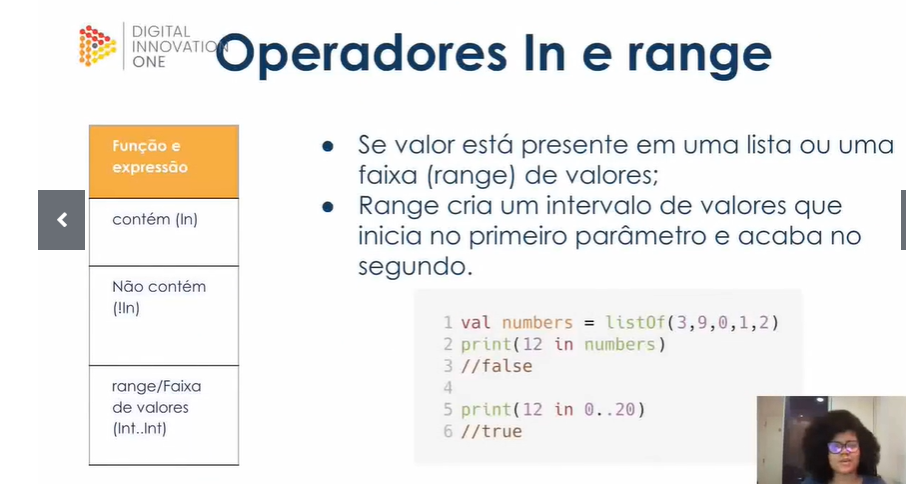 DIGITAL
INNOVATION
ONE
Operadores In e range
Função e
expressão
contém (In)
Não contém
(!In)
range/Faixa
de valores
(Int..Int)
● Se valor está presente em uma lista ou uma
faixa (range) de valores;
● Range cria um intervalo de valores que
inicia no primeiro parâmetro e acaba no
segundo.
1 val numbers = listOf(3,9,0,1,2)
2 print(12 in numbers)
3 //false
4
5 print(12 in 0..20)
6 //true